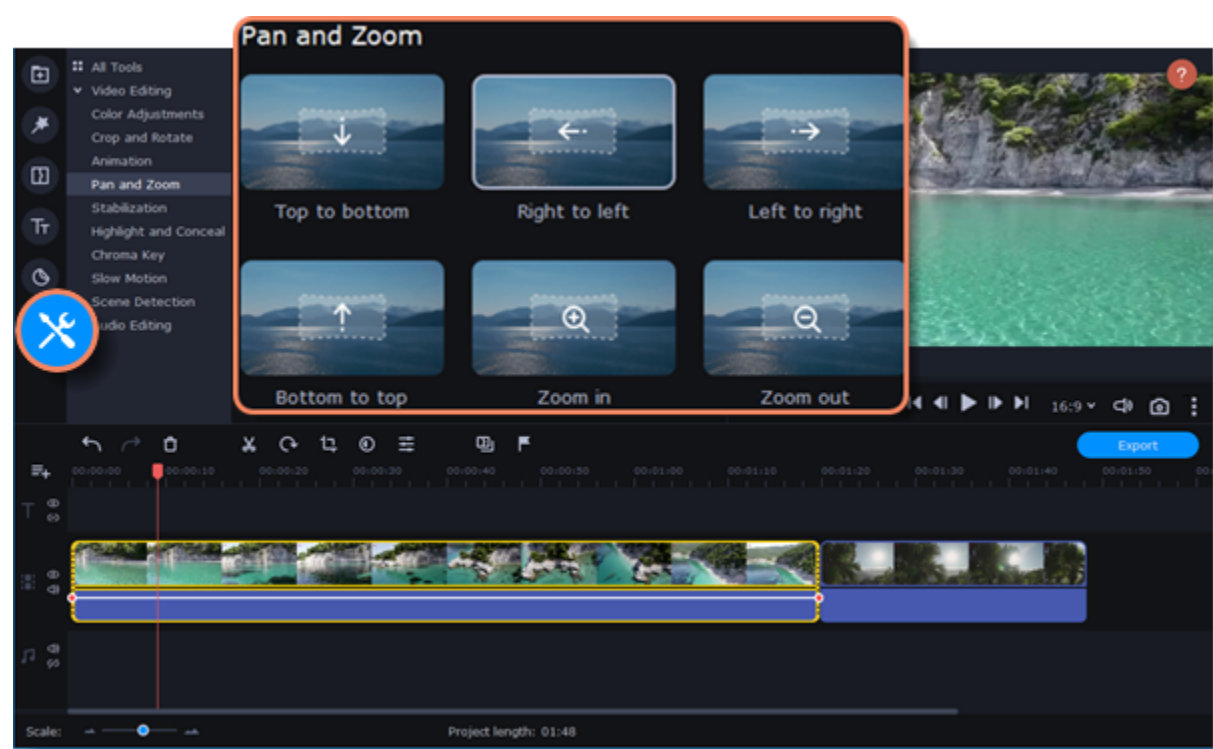 Pan and Zoom
All Tools
Video Editing
Color Adjustments
Crop and Rotate
Animation
Pan and Zoom
Stabilization
Highlight and Conceal
Chroma Key
Slow Motion
Scene Detection
udio Editing
Top to bottom
Right to left
Left to right
Bottom to top
Zoom in
Zoom out
?
16:9
Export
00:00:00 00:00:10 00:00:20 00:00:30 00:00:40 00:00:50 00:01:00 00:01:10 00:01:20 00:01:30 00:01:40 00:01:50 00:
Scale:
Project length: 01:48